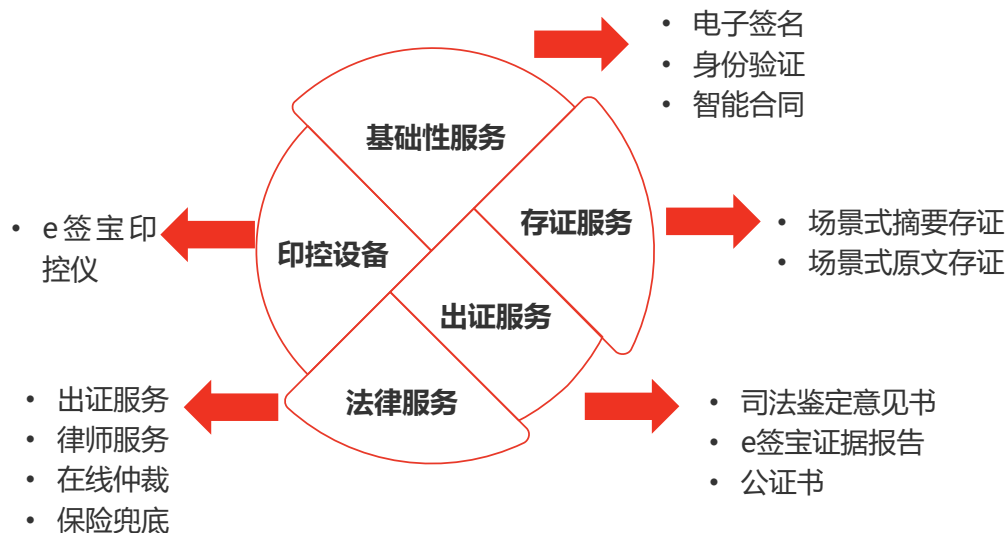 • 电子签名
• 身份验证
• 智能合同
基础性服务
存证服务
• 场景式摘要存证
• 场景式原文存证
• e签宝印
控仪
印控设备
出证服务
法律服务
• 出证服务
• 律师服务
• 在线仲裁
• 保险兜底
• 司法鉴定意见书
• e签宝证据报告
• 公证书